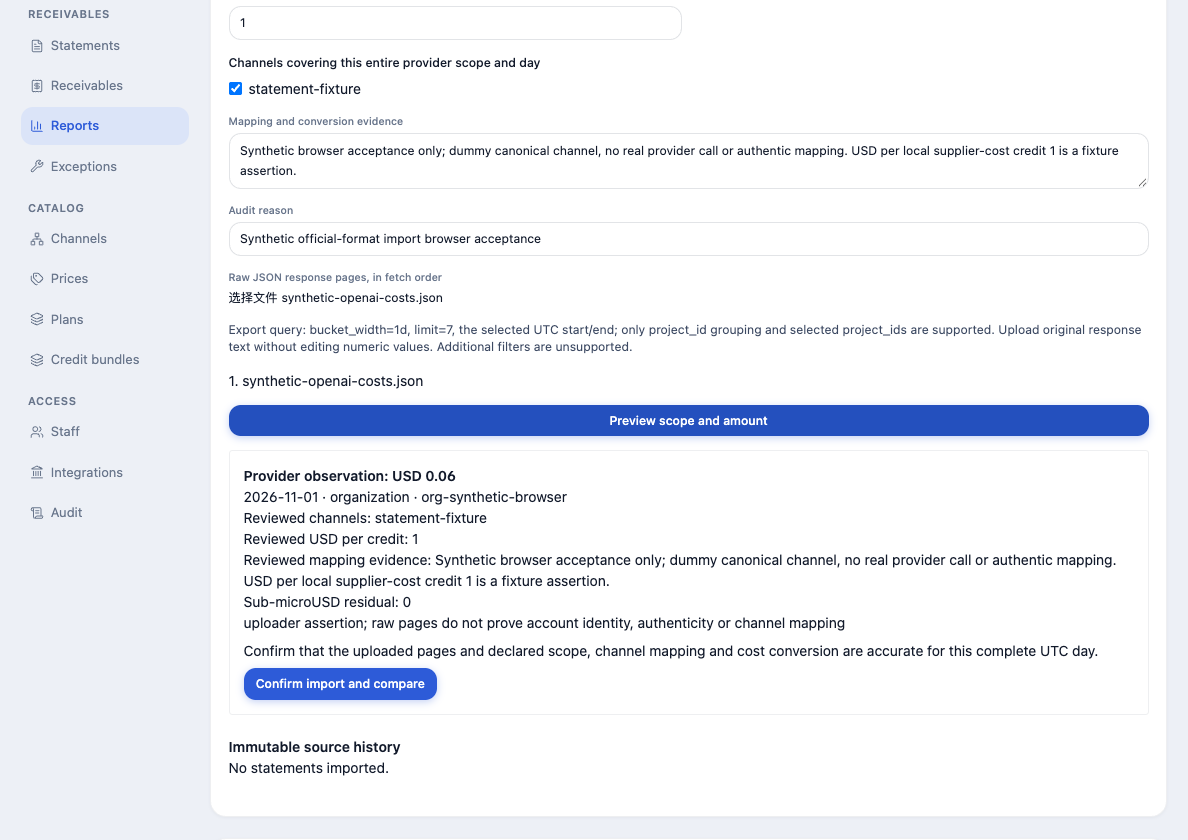 RECEIVABLES
Statements
Receivables
Reports
Exceptions
CATALOG
Channels
Prices
Plans
Credit bundles
ACCESS
Staff
Integrations
Audit
1
Channels covering this entire provider scope and day
statement-fixture
Mapping and conversion evidence
Synthetic browser acceptance only; dummy canonical channel, no real provider call or authentic mapping. USD per local supplier-cost credit 1 is a fixture
assertion.
Audit reason
Synthetic official-format import browser acceptance
Raw JSON response pages, in fetch order
选择文件 synthetic-openai-costs.json
Export query: bucket_width=1d, limit=7, the selected UTC start/end; only project_id grouping and selected project_ids are supported. Upload original response
text without editing numeric values. Additional filters are unsupported.
1. synthetic-openai-costs.json
Preview scope and amount
Provider observation: USD 0.06
2026-11-01 · organization · org-synthetic-browser
Reviewed channels: statement-fixture
Reviewed USD per credit: 1
Reviewed mapping evidence: Synthetic browser acceptance only; dummy canonical channel, no real provider call or authentic mapping.
USD per local supplier-cost credit 1 is a fixture assertion.
Sub-microUSD residual: 0
uploader assertion; raw pages do not prove account identity, authenticity or channel mapping
Confirm that the uploaded pages and declared scope, channel mapping and cost conversion are accurate for this complete UTC day.
Confirm import and compare
Immutable source history
No statements imported.